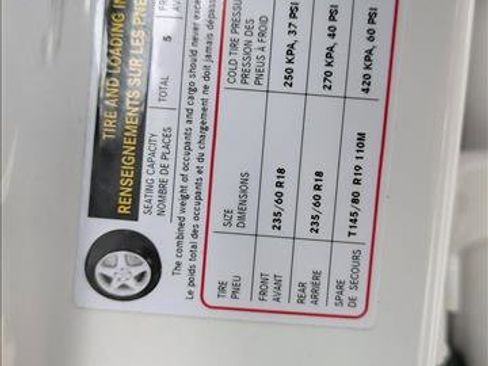 TIRE AND LOADING IN
RENSEIGNEMENTS SUR LES PNE
SEATING CAPACITY
NOMBRE DE PLACES
TOTAL 5
The combined weight of occupants and cargo should never exce
Le poids total des occupants et du chargement ne doit jamais dépass
TIRE
PNEU
SIZE
DIMENSIONS
COLD TIRE PRESSU
PRESSION DES
PNEUS À FROID
FRONT
AVANT
235/60 R18
250 KPA, 37 PSI
REAR
ARRIÈRE
235/60 R18
270 KPA, 40 PSI
SPARE
DE SECOURS
T145/80 R19 110M
420 KPA, 60 PSI